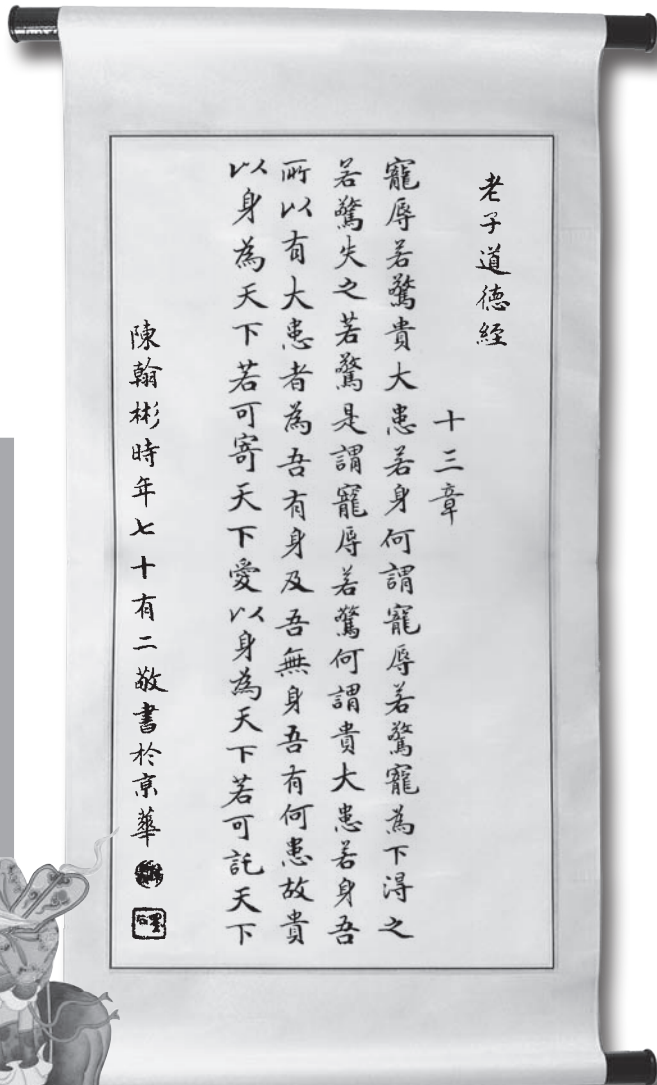 老子道德經
十三章
寵辱若驚貴大患若身何謂寵辱若驚寵為下得之
若驚失之若驚是謂寵辱若驚何謂貴大患若身吾
所以有大患者為吾有身及吾無身吾有何患故貴
以身為天下若可寄天下愛以身為天下若可託天下
陳翰彬時年七十有二敬書於京華